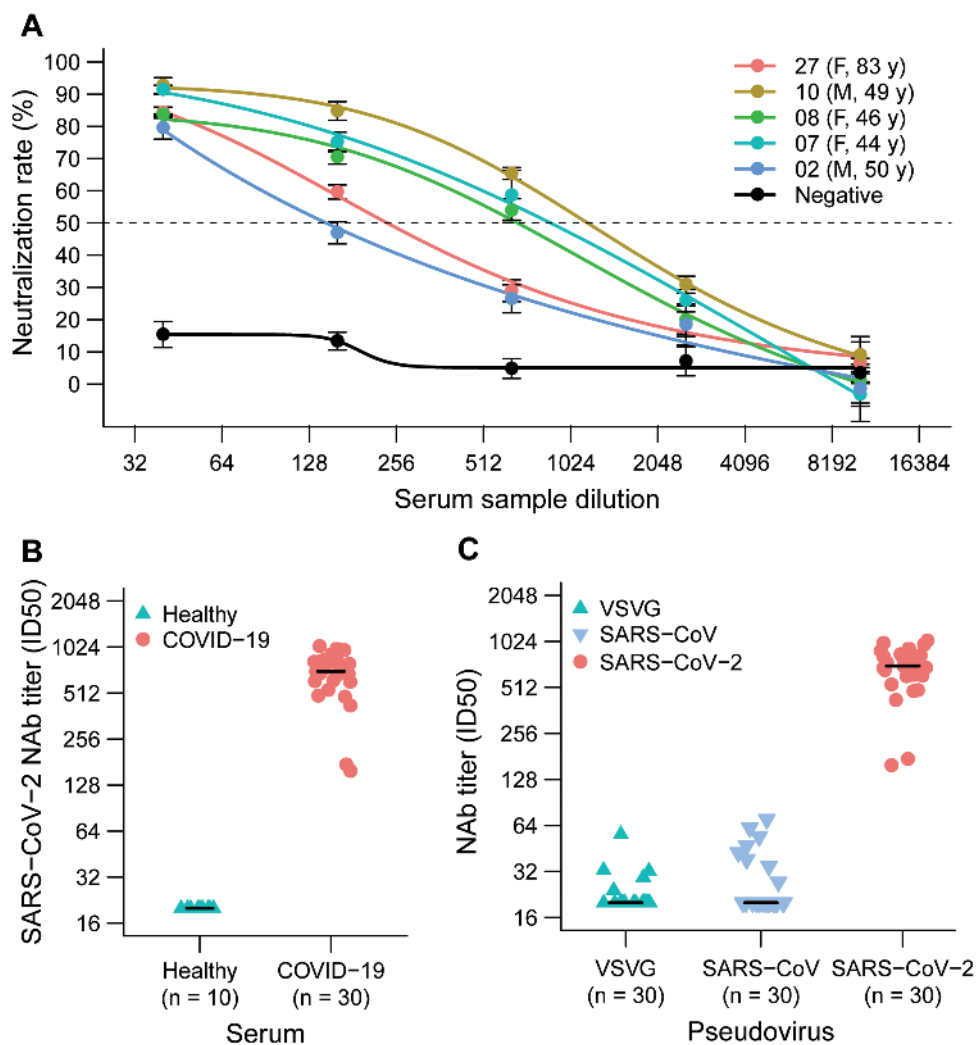 A
Neutralization rate (%)
100
90
80
70
60
50
40
30
20
10
0
27 (F, 83 y)
10 (M, 49 y)
08 (F, 46 y)
07 (F, 44 y)
02 (M, 50 y)
Negative
32 64 128 256 512 1024 2048 4096 8192 16384
Serum sample dilution
B
SARS−CoV−2 NAb titer (ID50)
2048
1024
512
256
128
64
32
16
Healthy
COVID−19
Healthy COVID−19
(n = 10) (n = 30)
Serum
C
NAb titer (ID50)
2048
1024
512
256
128
64
32
16
VSVG
SARS−CoV
SARS−CoV−2
VSVG SARS−CoV SARS−CoV−2
(n = 30) (n = 30) (n = 30)
Pseudovirus